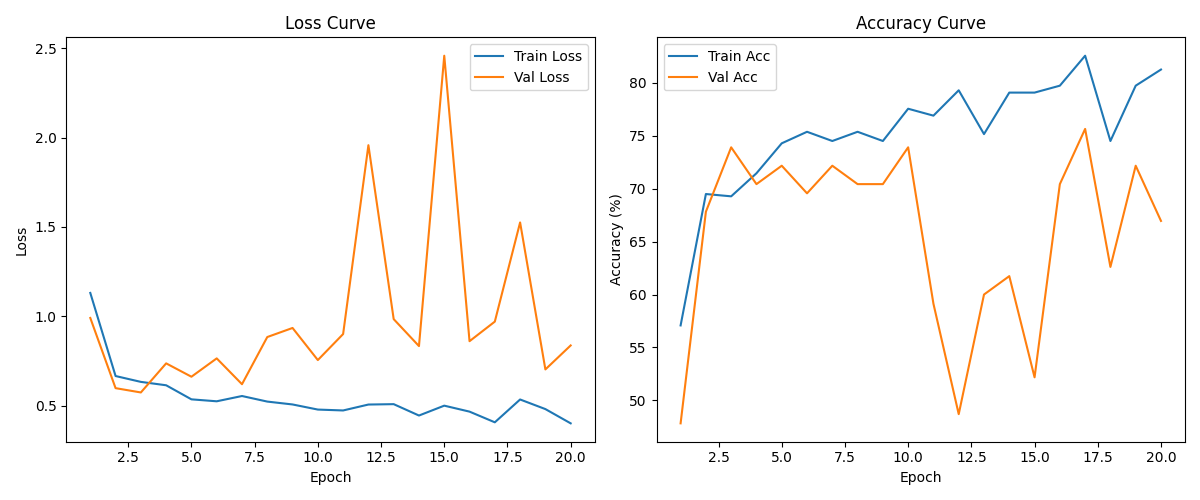 Loss Curve
2.5
2.0
1.5
1.0
0.5
Loss
Train Loss
Val Loss
2.5 5.0 7.5 10.0 12.5 15.0 17.5 20.0
Epoch
Accuracy Curve
80
75
70
65
60
55
50
Accuracy (%)
Train Acc
Val Acc
2.5 5.0 7.5 10.0 12.5 15.0 17.5 20.0
Epoch